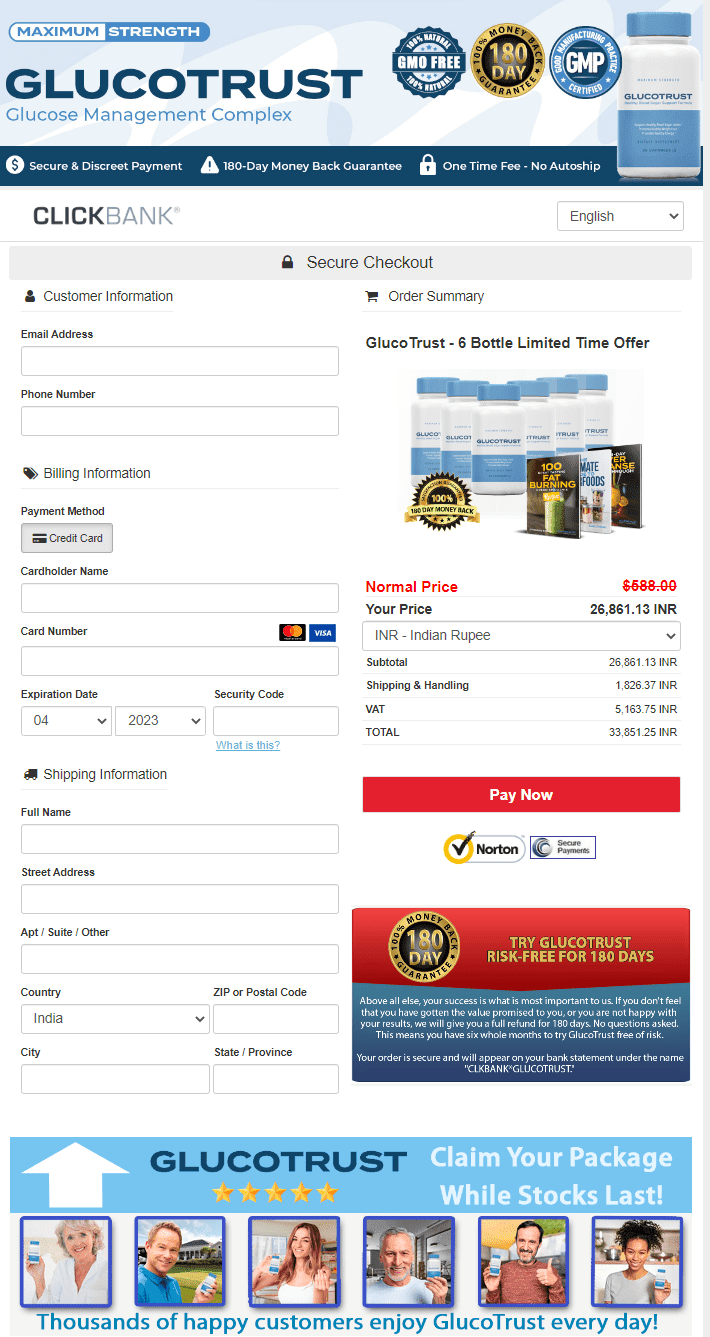 MAXIMUM STRENGTH
GLUCOTRUST
Glucose Management Complex
100% NATURAL
GMO FREE
100% NATURAL
100% MONEY BACK
180
DAY
GUARANTEE
GOOD MANUFACTURING PRACTICE
GMP
CERTIFIED
MAXIMUM STRENGTH
GLUCOTRUST
Secure & Discreet Payment
180-Day Money Back Guarantee
One Time Fee - No Autoship
CLICKBANK®
English
Secure Checkout
Customer Information
Email Address
Phone Number
Billing Information
Payment Method
Credit Card
Cardholder Name
Card Number
VISA
Expiration Date
Security Code
04
2023
What is this?
Shipping Information
Full Name
Street Address
Apt / Suite / Other
Country
ZIP or Postal Code
India
City
State / Province
Order Summary
GlucoTrust - 6 Bottle Limited Time Offer
GLUCOTRUST
100%
180 DAY MONEY BACK
100
FAT
BURNING
Normal Price
$588.00
Your Price
26,861.13 INR
INR - Indian Rupee
Subtotal
26,861.13 INR
Shipping & Handling
1,826.37 INR
VAT
5,163.75 INR
TOTAL
33,851.25 INR
Pay Now
Norton
Secure
Payments
100% MONEY BACK
180
DAY
GUARANTEE
TRY GLUCOTRUST
RISK-FREE FOR 180 DAYS
Above all else, your success is what is most important to us. If you don't feel
that you have gotten the value promised to you, or you are not happy with
your results, we will give you a full refund for 180 days. No questions asked.
This means you have six whole months to try GlucoTrust free of risk.
Your order is secure and will appear on your bank statement under the name
"CLKBANK*GLUCOTRUST."
GLUCOTRUST
Claim Your Package
While Stocks Last!
Thousands of happy customers enjoy GlucoTrust every day!